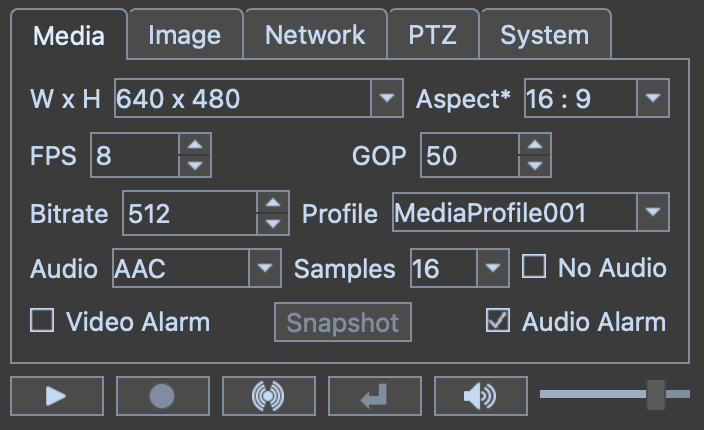 Media Image Network PTZ System
W x H 640 x 480 Aspect* 16 : 9
FPS 8 GOP 50
Bitrate 512 Profile MediaProfile001
Audio AAC Samples 16 No Audio
Video Alarm Snapshot Audio Alarm